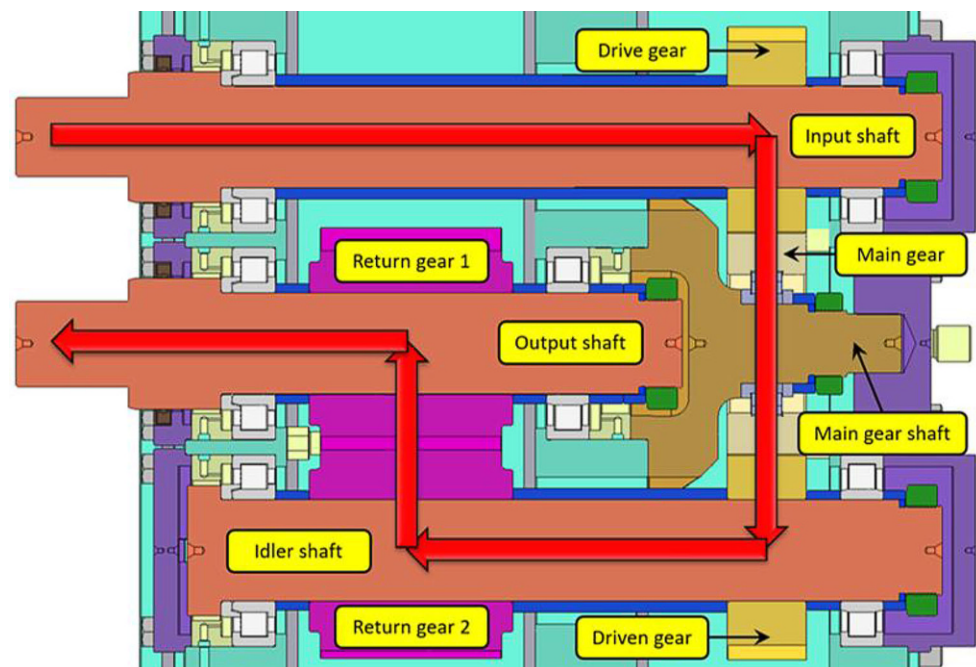 Drive gear
Input shaft
Return gear 1
Main gear
Output shaft
Main gear shaft
Idler shaft
Return gear 2
Driven gear